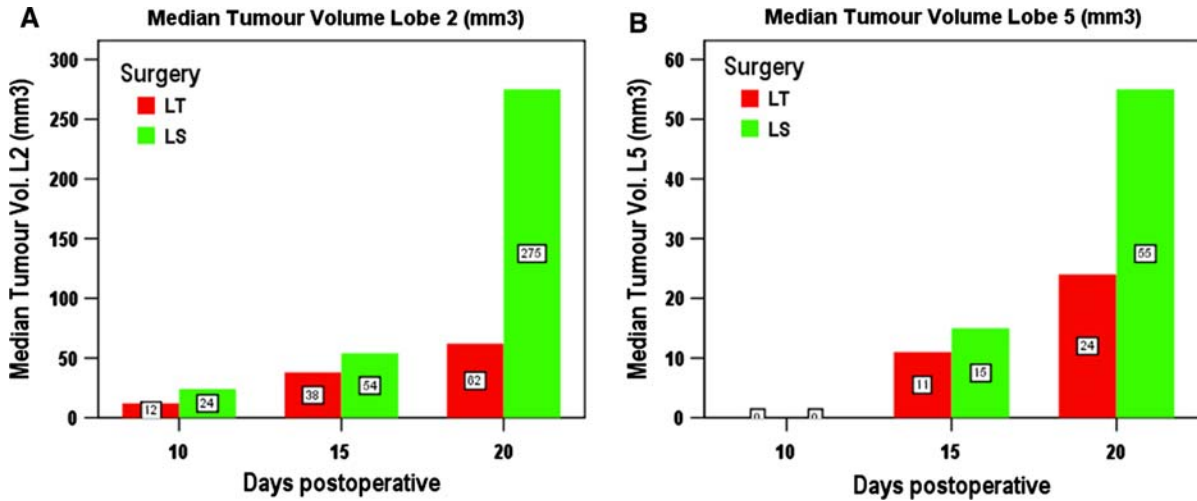 A
Median Tumour Volume Lobe 2 (mm3)
Median Tumour Vol. L2 (mm3)
300
250
200
150
100
50
0
Surgery
LT
LS
12
24
38
54
62
275
10
15
20
Days postoperative
B
Median Tumour Volume Lobe 5 (mm3)
Median Tumour Vol. L5 (mm3)
60
50
40
30
20
10
0
Surgery
LT
LS
0
0
11
15
24
55
10
15
20
Days postoperative